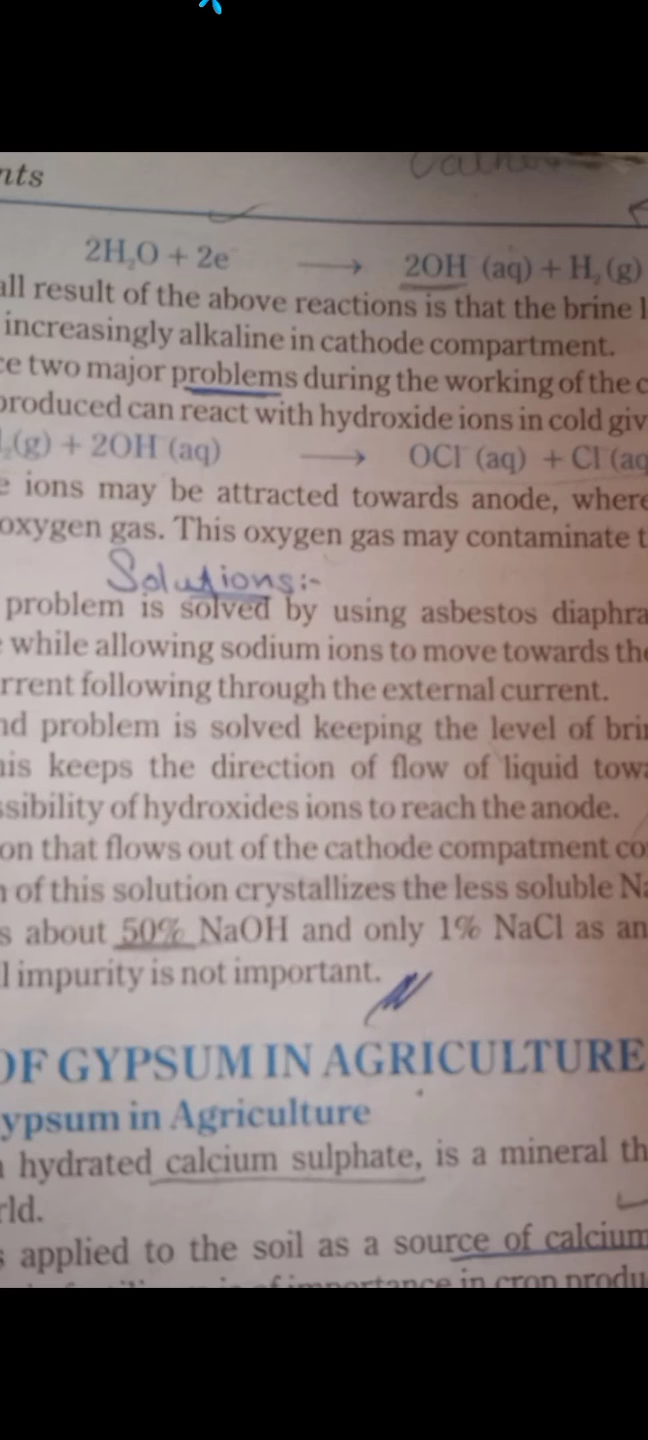 nts
2H₂O + 2e → 2OH (aq) + H₂(g)
all result of the above reactions is that the brine l
increasingly alkaline in cathode compartment.
ce two major problems during the working of the c
produced can react with hydroxide ions in cold giv
(g) + 2OH (aq) → OCl (aq) + Cl (aq
e ions may be attracted towards anode, where
oxygen gas. This oxygen gas may contaminate t
Solutions:-
problem is solved by using asbestos diaphra
while allowing sodium ions to move towards the
rrent following through the external current.
nd problem is solved keeping the level of bri
his keeps the direction of flow of liquid towa
ssibility of hydroxides ions to reach the anode.
on that flows out of the cathode compatment co
n of this solution crystallizes the less soluble Na
s about 50% NaOH and only 1% NaCl as an
l impurity is not important.
OF GYPSUM IN AGRICULTURE
ypsum in Agriculture
hydrated calcium sulphate, is a mineral th
rld.
s applied to the soil as a source of calcium
importance in crop produ